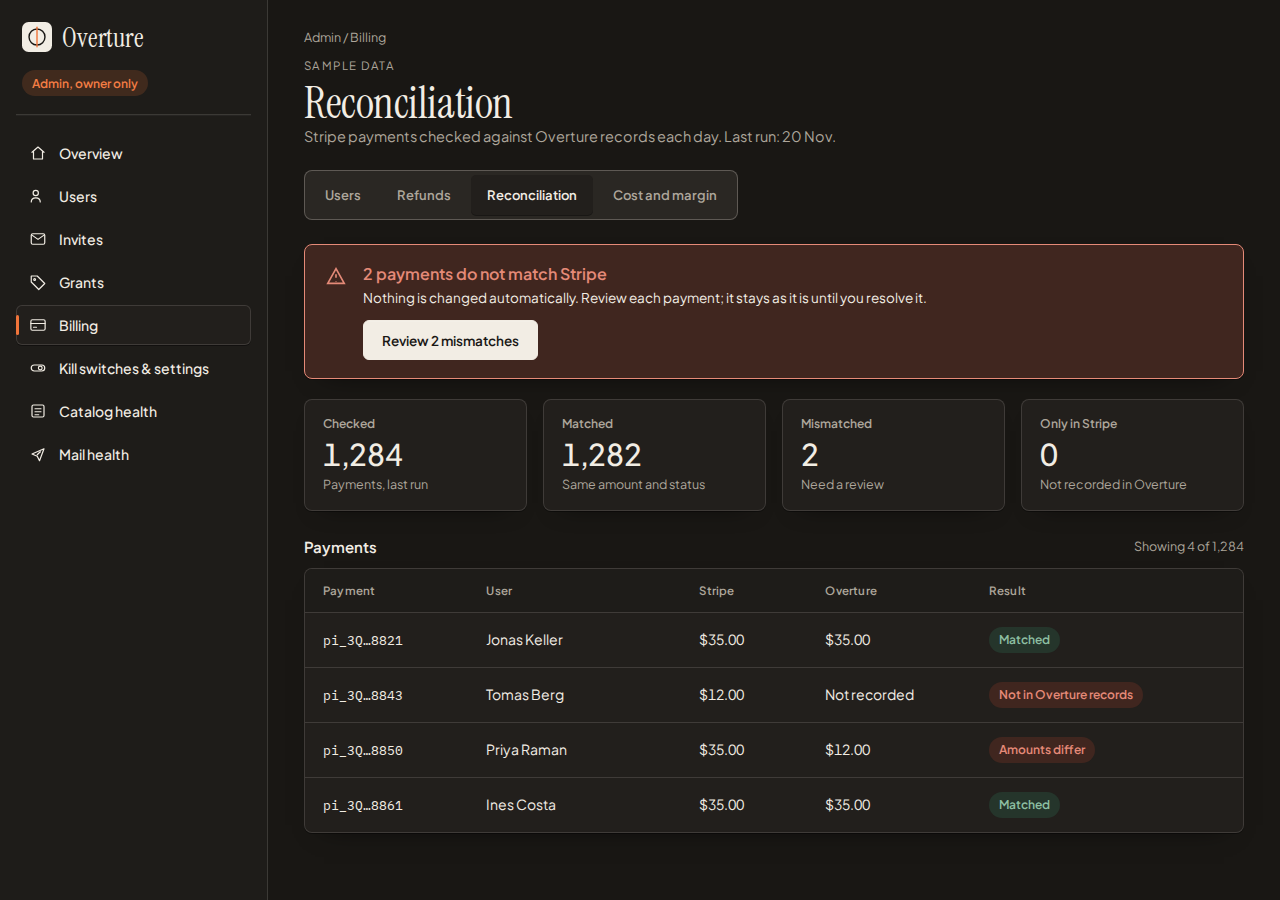 Overture
Admin, owner only
Overview
Users
Invites
Grants
Billing
Kill switches & settings
Catalog health
Mail health
Admin / Billing
SAMPLE DATA
Reconciliation
Stripe payments checked against Overture records each day. Last run: 20 Nov.
Users Refunds Reconciliation Cost and margin
2 payments do not match Stripe
Nothing is changed automatically. Review each payment; it stays as it is until you resolve it.
Review 2 mismatches
Checked
1,284
Payments, last run
Matched
1,282
Same amount and status
Mismatched
2
Need a review
Only in Stripe
0
Not recorded in Overture
Payments
Showing 4 of 1,284
Payment User Stripe Overture Result
pi_3Q…8821 Jonas Keller $35.00 $35.00 Matched
pi_3Q…8843 Tomas Berg $12.00 Not recorded Not in Overture records
pi_3Q…8850 Priya Raman $35.00 $12.00 Amounts differ
pi_3Q…8861 Ines Costa $35.00 $35.00 Matched